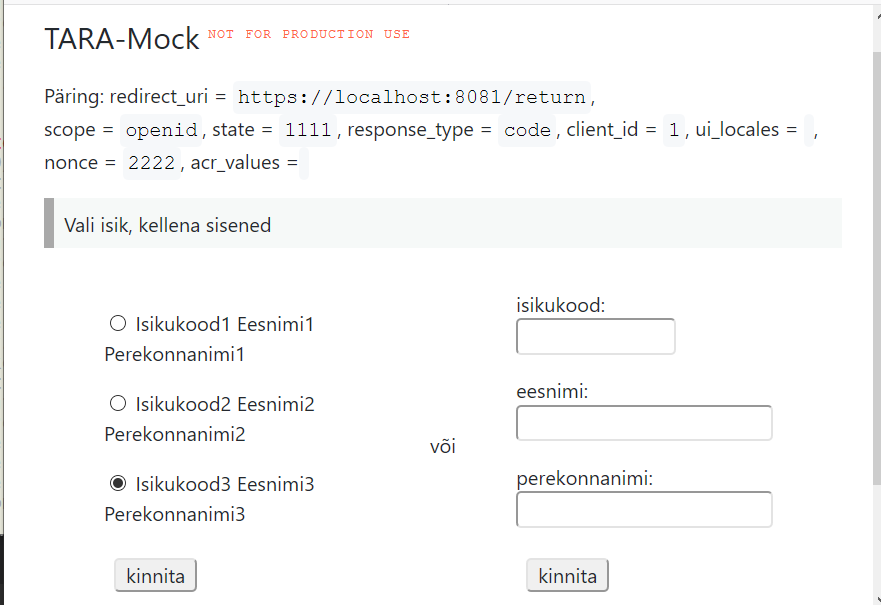 TARA-Mock NOT FOR PRODUCTION USE
Päring: redirect_uri = https://localhost:8081/return,
scope = openid, state = 1111, response_type = code, client_id = 1, ui_locales = ,
nonce = 2222, acr_values =
Vali isik, kellena sisened
Isikukood1 Eesnimi1
Perekonnanimi1
Isikukood2 Eesnimi2
Perekonnanimi2
Isikukood3 Eesnimi3
Perekonnanimi3
kinnita
või
isikukood:
eesnimi:
perekonnanimi:
kinnita